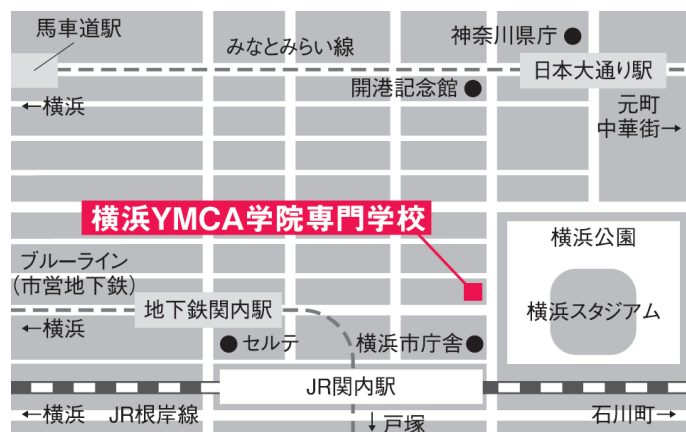 馬車道駅
みなとみらい線
神奈川県庁
日本大通り駅
←横浜
開港記念館
元町
中華街→
横浜YMCA学院専門学校
横浜公園
ブルーライン
(市営地下鉄)
地下鉄関内駅
横浜スタジアム
←横浜
セルテ
横浜市庁舎
JR関内駅
←横浜
JR根岸線
↓戸塚
石川町→